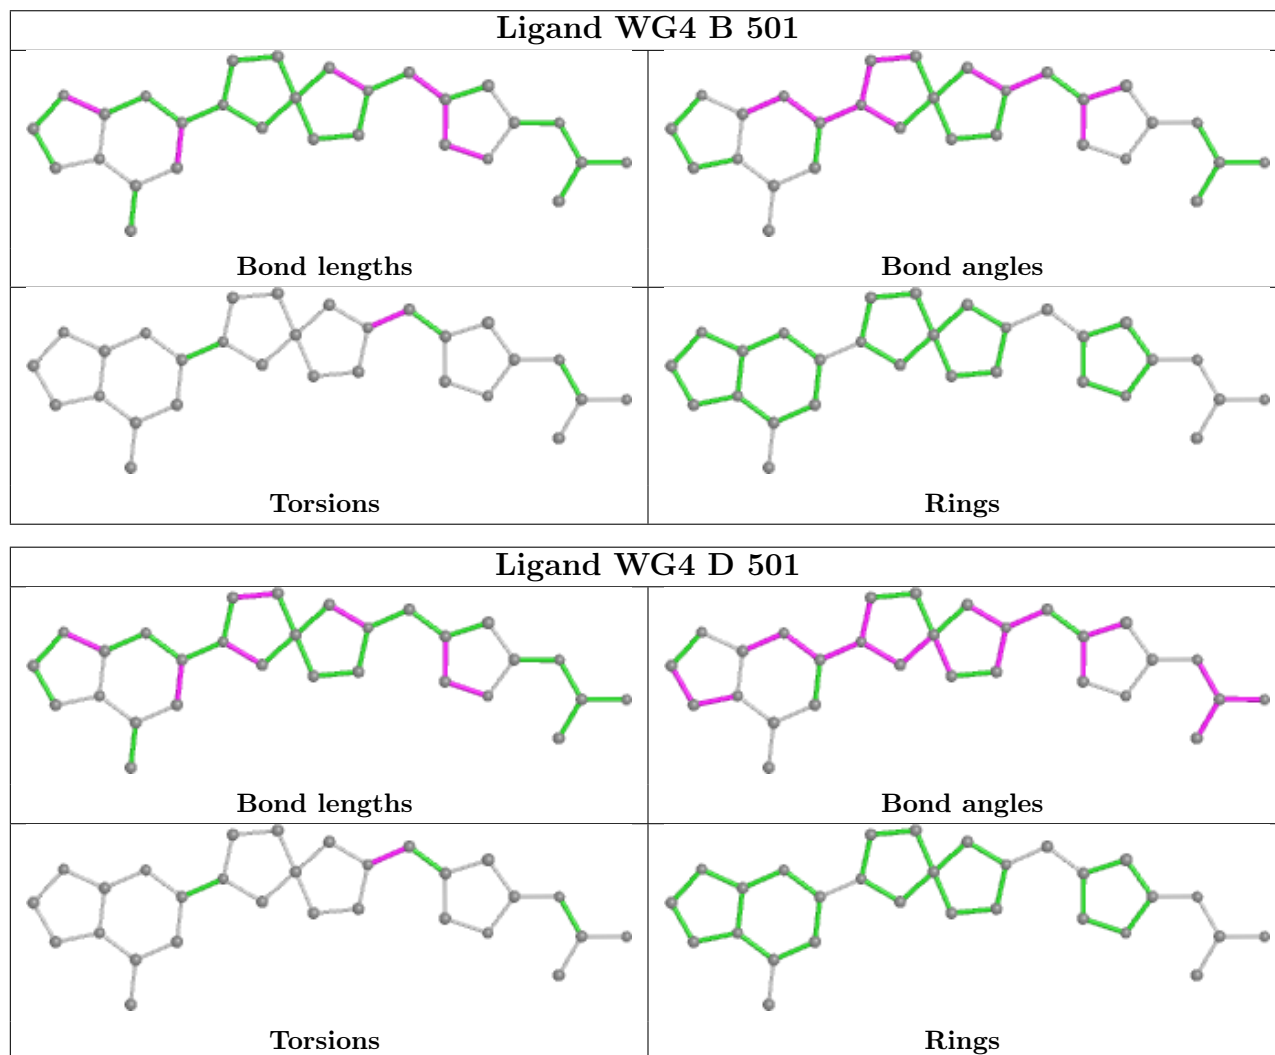 Ligand WG4 B 501
Bond lengths
Bond angles
Torsions
Rings
Ligand WG4 D 501
Bond lengths
Bond angles
Torsions
Rings